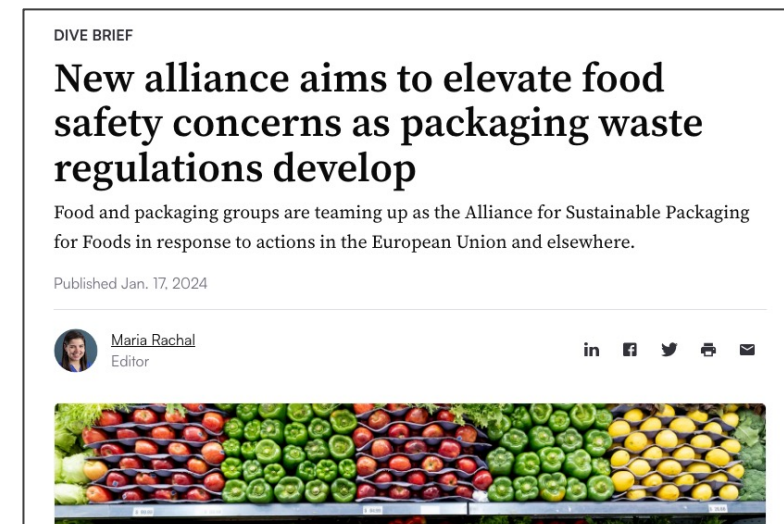 DIVE BRIEF
New alliance aims to elevate food
safety concerns as packaging waste
regulations develop
Food and packaging groups are teaming up as the Alliance for Sustainable Packaging
for Foods in response to actions in the European Union and elsewhere.
Published Jan. 17, 2024
Maria Rachal
Editor